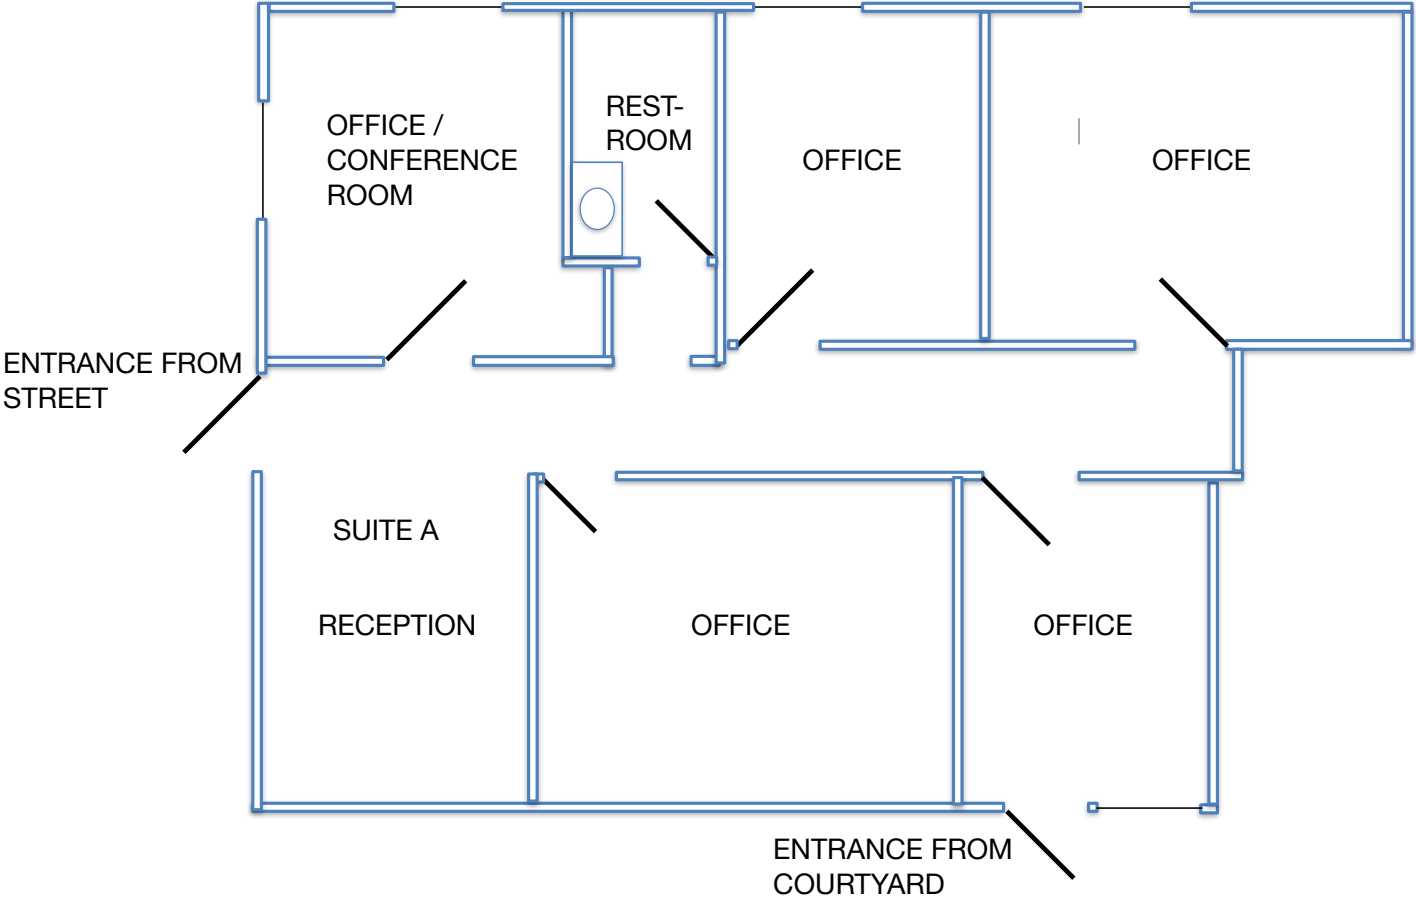 REST-
ROOM
OFFICE /
CONFERENCE
ROOM
OFFICE
OFFICE
ENTRANCE FROM
STREET
SUITE A
RECEPTION
OFFICE
OFFICE
ENTRANCE FROM
COURTYARD